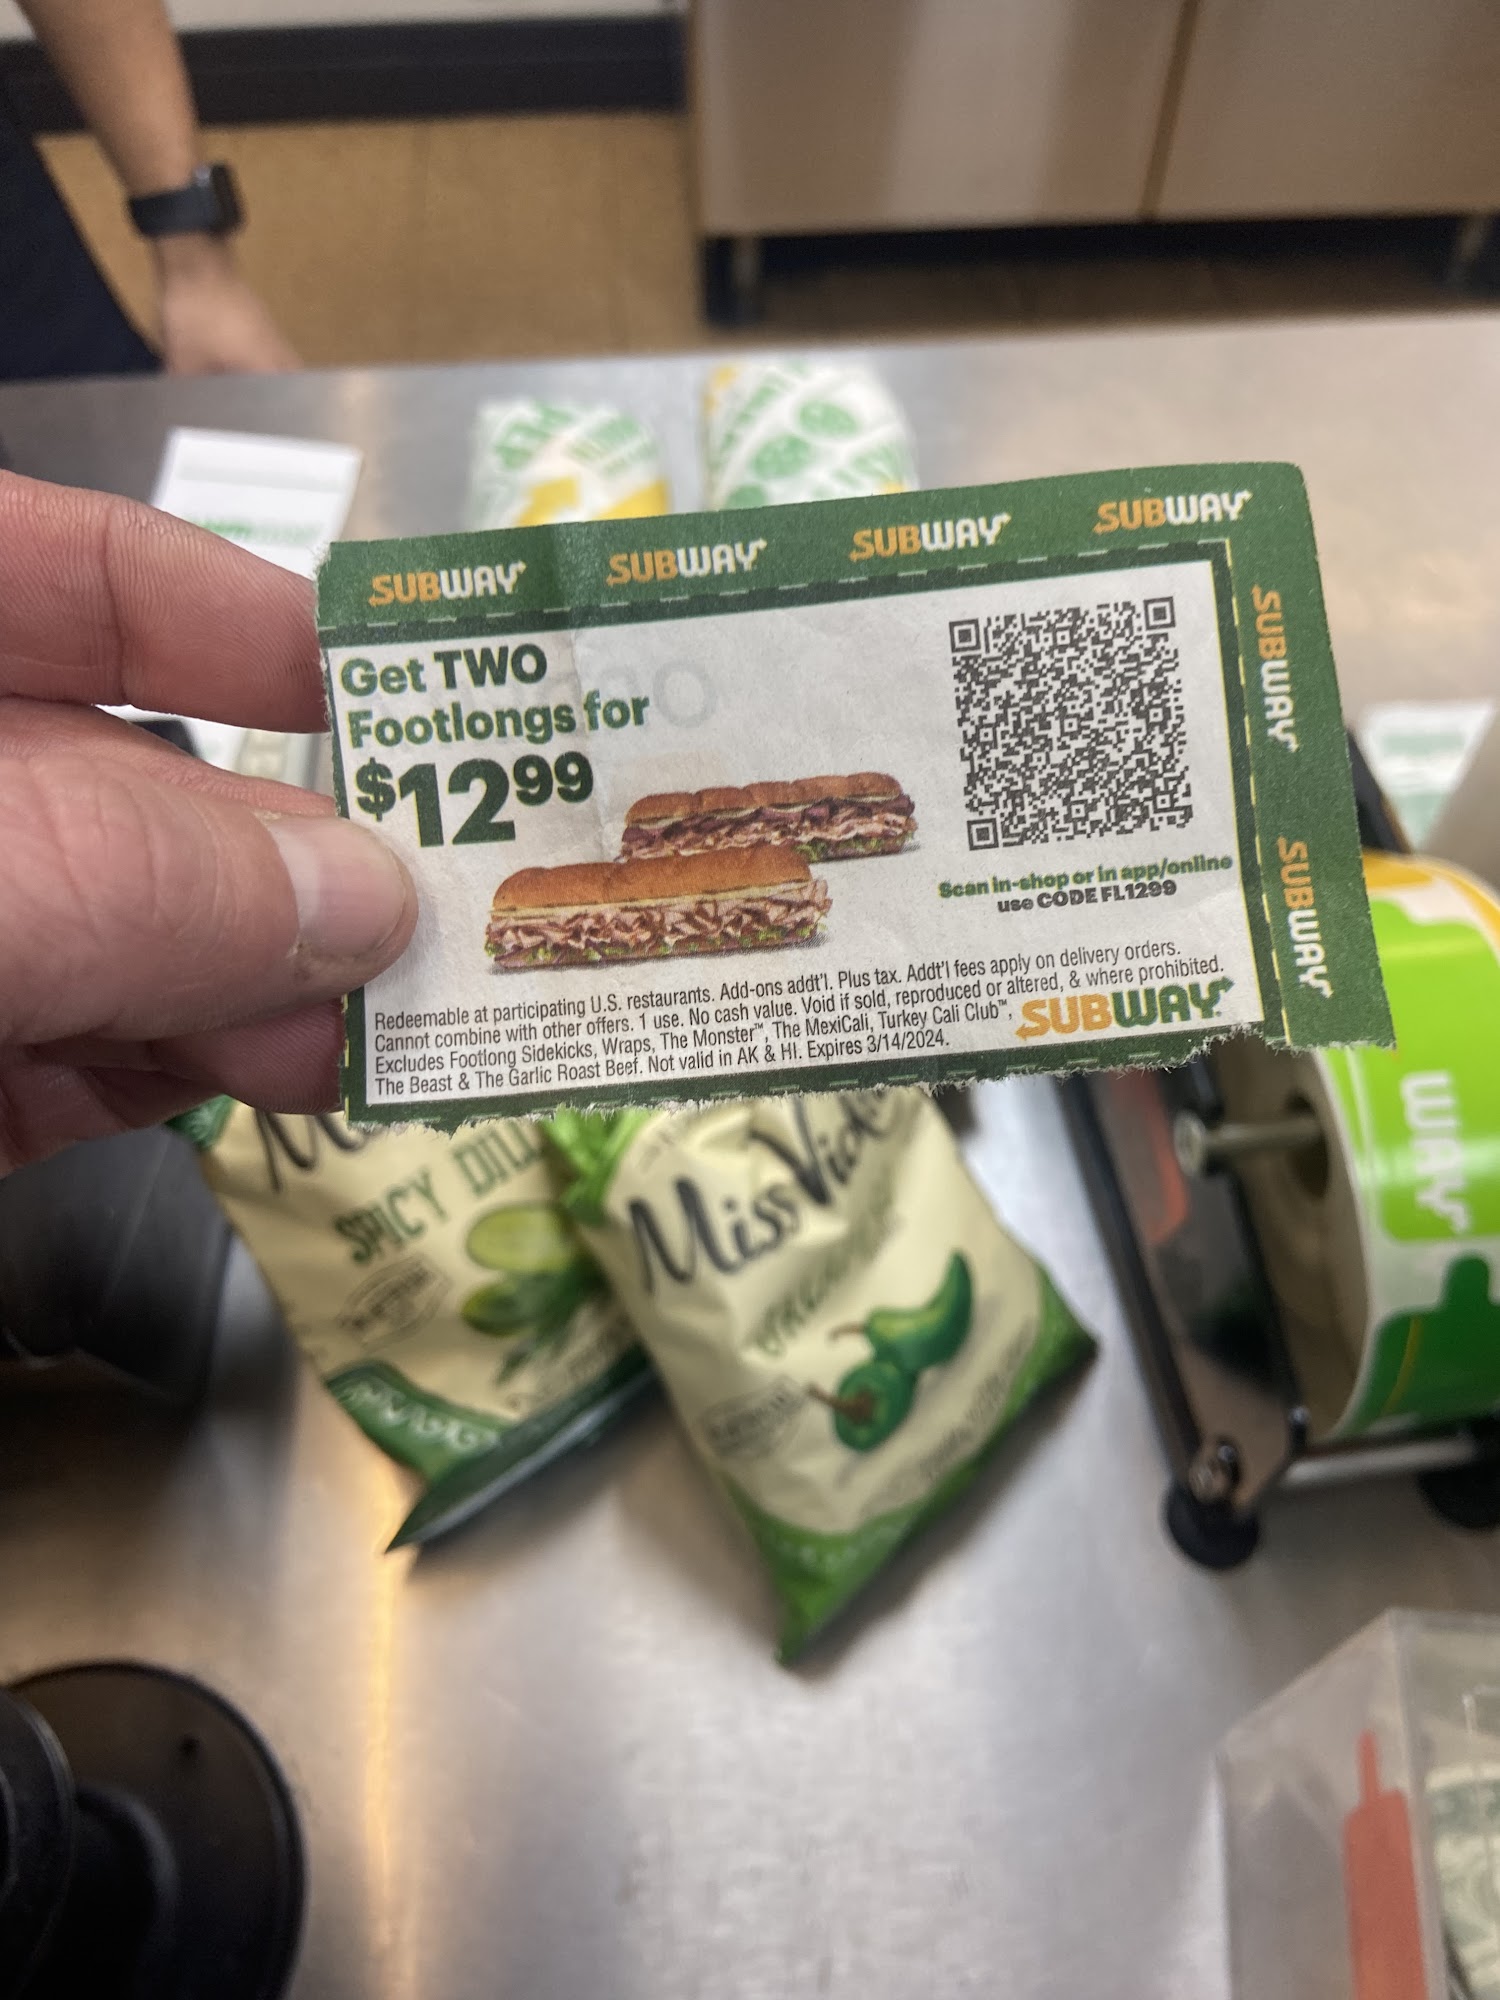 SUBWAY SUBWAY SUBWAY SUBWAY
SUBWAY
SUBWAY
Get TWO
Footlongs for
$12⁹⁹
Scan in-shop or in app/online
use CODE FL1299
Redeemable at participating U.S. restaurants. Add-ons addt'l. Plus tax. Addt'l fees apply on delivery orders.
Cannot combine with other offers. 1 use. No cash value. Void if sold, reproduced or altered, & where prohibited.
Excludes Footlong Sidekicks, Wraps, The Monster™, The MexiCali, Turkey Cali Club™,
The Beast & The Garlic Roast Beef. Not valid in AK & HI. Expires 3/14/2024.
SUBWAY
SPICY DILL
Miss Vick
WAY